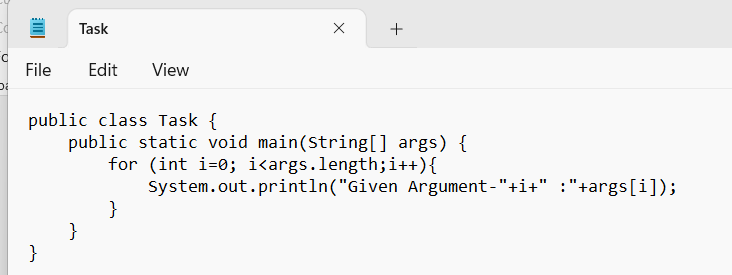 Task
File Edit View
public class Task {
    public static void main(String[] args) {
        for (int i=0; i<args.length;i++){
            System.out.println("Given Argument-"+i+" :"+args[i]);
        }
    }
}